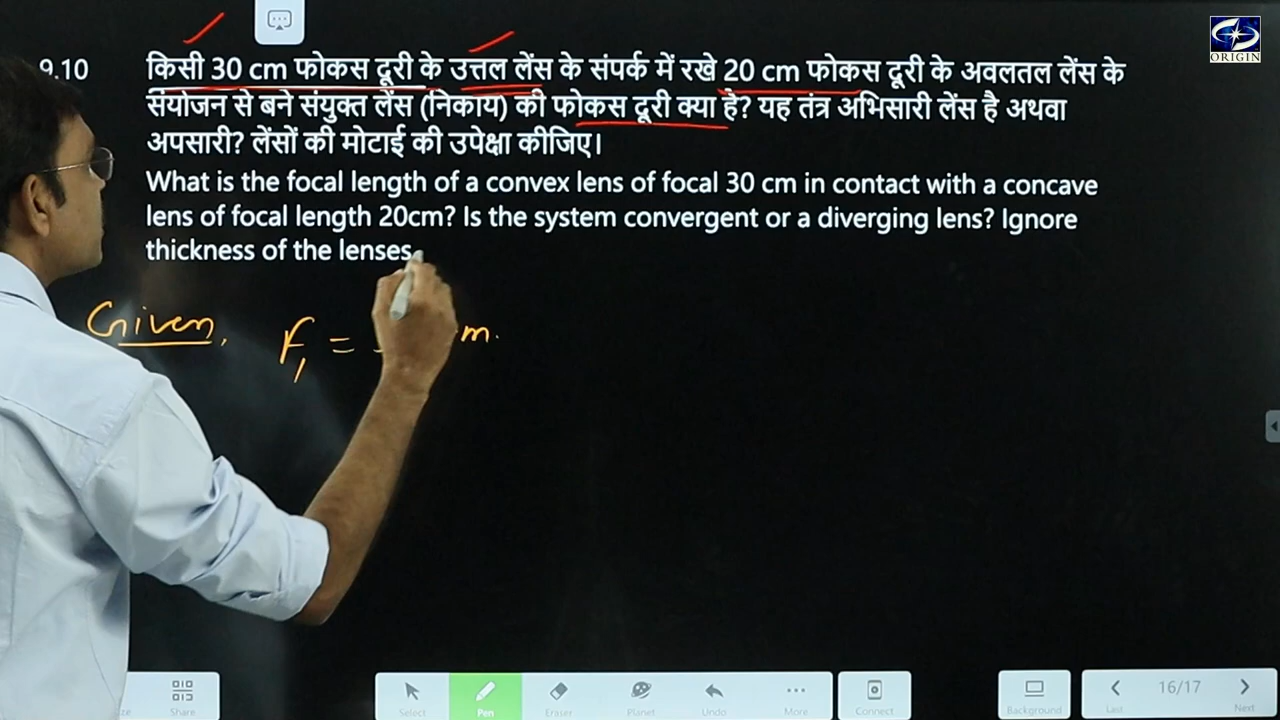 ORIGIN
9.10 किसी 30 cm फोकस दूरी के उत्तल लेंस के संपर्क में रखे 20 cm फोकस दूरी के अवलतल लेंस के
संयोजन से बने संयुक्त लेंस (निकाय) की फोकस दूरी क्या है? यह तंत्र अभिसारी लेंस है अथवा
अपसारी? लेंसों की मोटाई की उपेक्षा कीजिए।
What is the focal length of a convex lens of focal 30 cm in contact with a concave
lens of focal length 20cm? Is the system convergent or a diverging lens? Ignore
thickness of the lenses
Given, F₁ = m.
Share Select Pen Eraser Planet Undo More Connect Background Last 16/17 Next